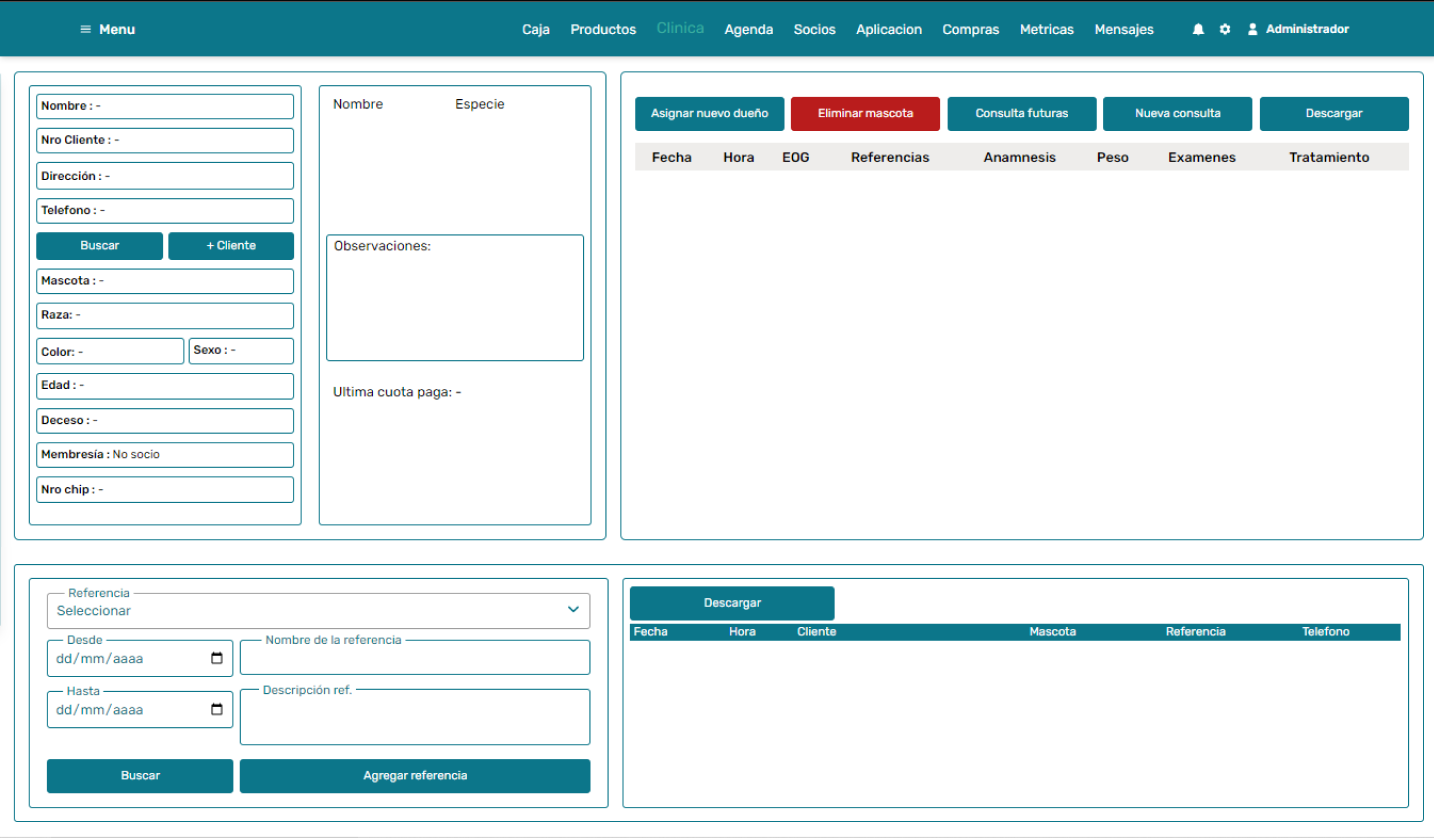 Menu Caja Productos Clinica Agenda Socios Aplicacion Compras Metricas Mensajes Administrador
Nombre : -
Nro Cliente : -
Dirección : -
Telefono : -
Buscar + Cliente
Mascota : -
Raza: -
Color: - Sexo : -
Edad : -
Deceso : -
Membresía : No socio
Nro chip : -
Nombre Especie
Observaciones:
Ultima cuota paga: -
Asignar nuevo dueño Eliminar mascota Consulta futuras Nueva consulta Descargar
Fecha Hora EOG Referencias Anamnesis Peso Examenes Tratamiento
Referencia
Seleccionar
Desde Nombre de la referencia
dd/mm/aaaa
Hasta Descripción ref.
dd/mm/aaaa
Buscar Agregar referencia
Descargar
Fecha Hora Cliente Mascota Referencia Telefono